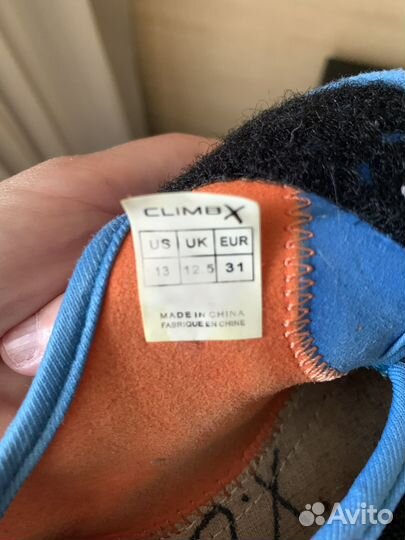 CLIMBX
US UK EUR
13 12.5 31
MADE IN CHINA
FABRIQUE EN CHINE
Avito